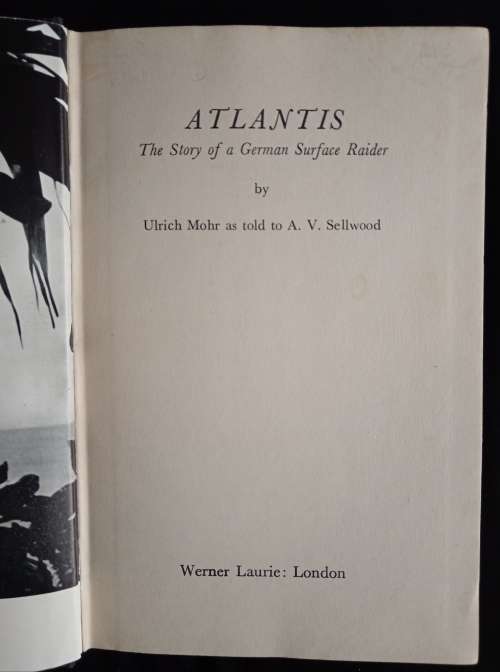 ATLANTIS
The Story of a German Surface Raider
by
Ulrich Mohr as told to A. V. Sellwood
Werner Laurie: London